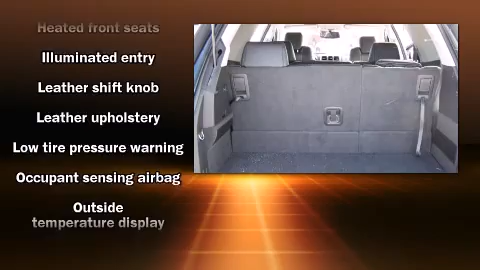 Heated front seats
Illuminated entry
Leather shift knob
Leather upholstery
Low tire pressure warning
Occupant sensing airbag
Outside
temperature display